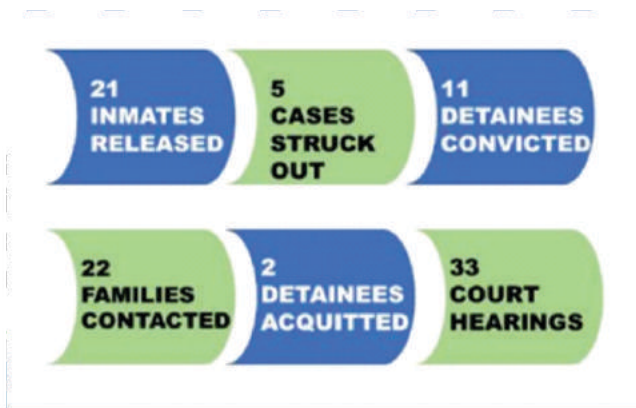 21
INMATES
RELEASED
5
CASES
STRUCK
OUT
11
DETAINEES
CONVICTED
22
FAMILIES
CONTACTED
2
DETAINEES
ACQUITTED
33
COURT
HEARINGS